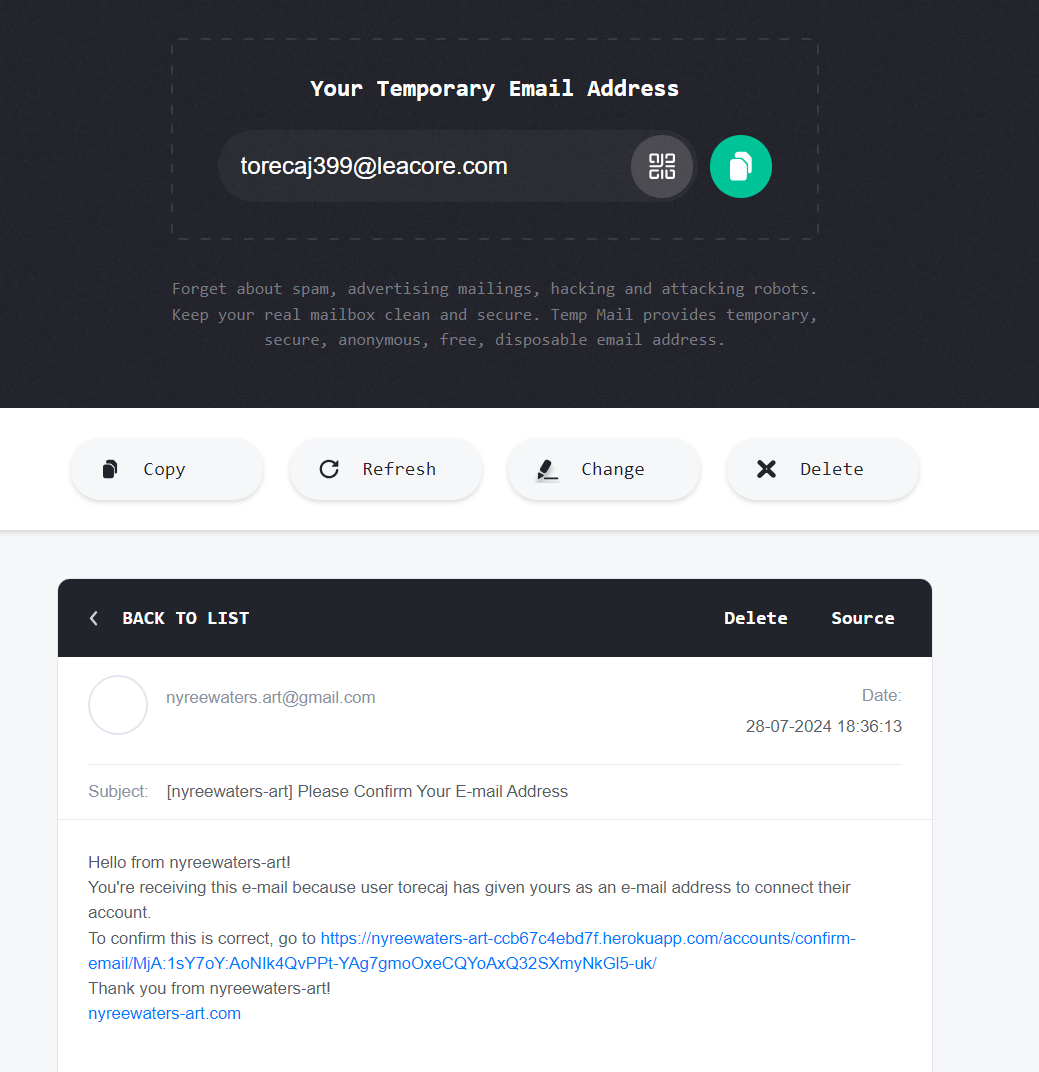 Your Temporary Email Address
torecaj399@leacore.com
Forget about spam, advertising mailings, hacking and attacking robots.
Keep your real mailbox clean and secure. Temp Mail provides temporary,
secure, anonymous, free, disposable email address.
Copy
Refresh
Change
Delete
BACK TO LIST
Delete
Source
nyreewaters.art@gmail.com
Date:
28-07-2024 18:36:13
Subject: [nyreewaters-art] Please Confirm Your E-mail Address
Hello from nyreewaters-art!
You're receiving this e-mail because user torecaj has given yours as an e-mail address to connect their
account.
To confirm this is correct, go to https://nyreewaters-art-ccb67c4ebd7f.herokuapp.com/accounts/confirm-
email/MjA:1sY7oY:AoNIk4QvPPt-YAg7gmoOxeCQYoAxQ32SXmyNkGl5-uk/
Thank you from nyreewaters-art!
nyreewaters-art.com